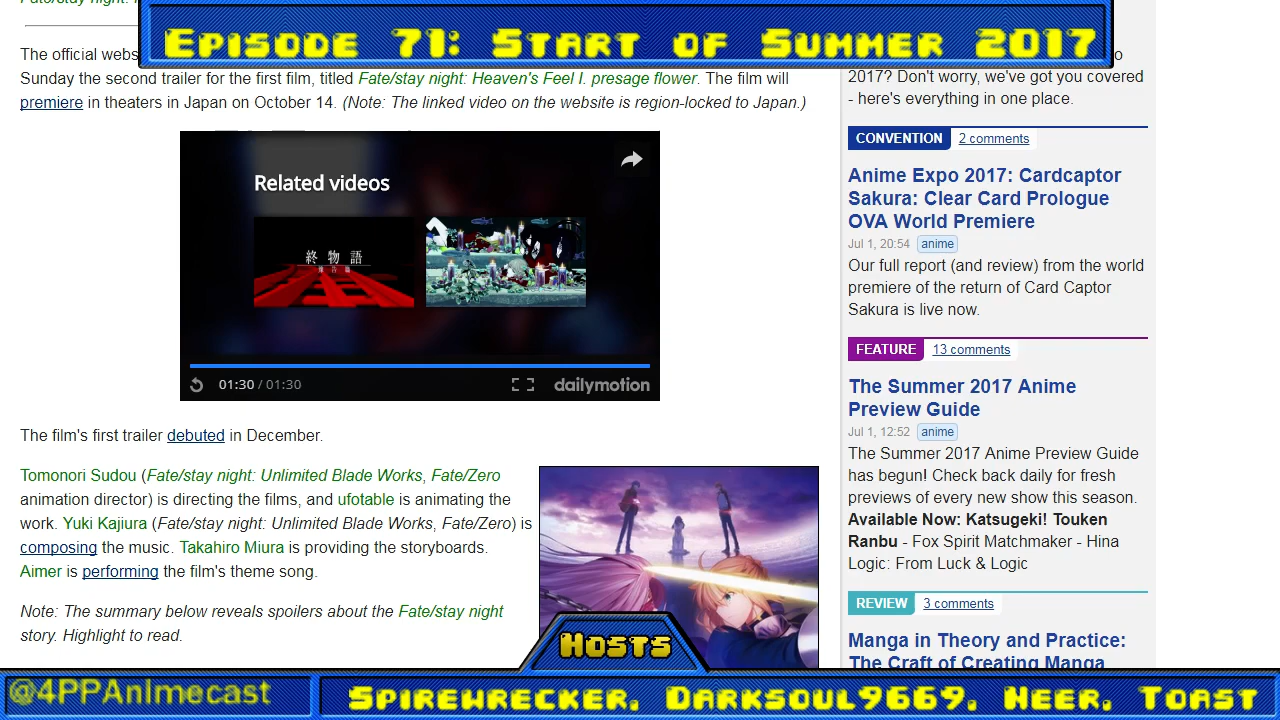 Episode 71: Start of Summer 2017
The official webs
Sunday the second trailer for the first film, titled Fate/stay night: Heaven's Feel I. presage flower. The film will
premiere in theaters in Japan on October 14. (Note: The linked video on the website is region-locked to Japan.)
Related videos
終物語
01:30 / 01:30
dailymotion
The film's first trailer debuted in December.
Tomonori Sudou (Fate/stay night: Unlimited Blade Works, Fate/Zero
animation director) is directing the films, and ufotable is animating the
work. Yuki Kajiura (Fate/stay night: Unlimited Blade Works, Fate/Zero) is
composing the music. Takahiro Miura is providing the storyboards.
Aimer is performing the film's theme song.
Note: The summary below reveals spoilers about the Fate/stay night
story. Highlight to read.
2017? Don't worry, we've got you covered
- here's everything in one place.
CONVENTION 2 comments
Anime Expo 2017: Cardcaptor
Sakura: Clear Card Prologue
OVA World Premiere
Jul 1, 20:54 anime
Our full report (and review) from the world
premiere of the return of Card Captor
Sakura is live now.
FEATURE 13 comments
The Summer 2017 Anime
Preview Guide
Jul 1, 12:52 anime
The Summer 2017 Anime Preview Guide
has begun! Check back daily for fresh
previews of every new show this season.
Available Now: Katsugeki! Touken
Ranbu - Fox Spirit Matchmaker - Hina
Logic: From Luck & Logic
REVIEW 3 comments
Manga in Theory and Practice:
The Craft of Creating Manga
Hosts
@4PPAnimecast
Spirewrecker, Darksoul9669, Neer, Toast